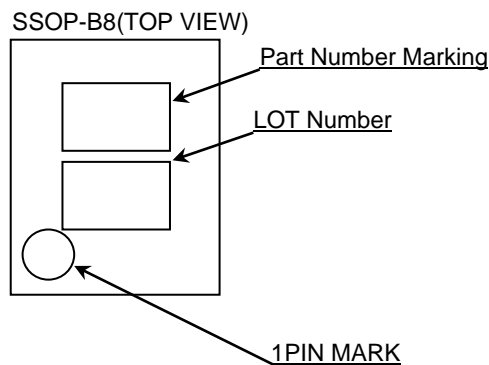 SSOP-B8(TOP VIEW)
Part Number Marking
LOT Number
1PIN MARK